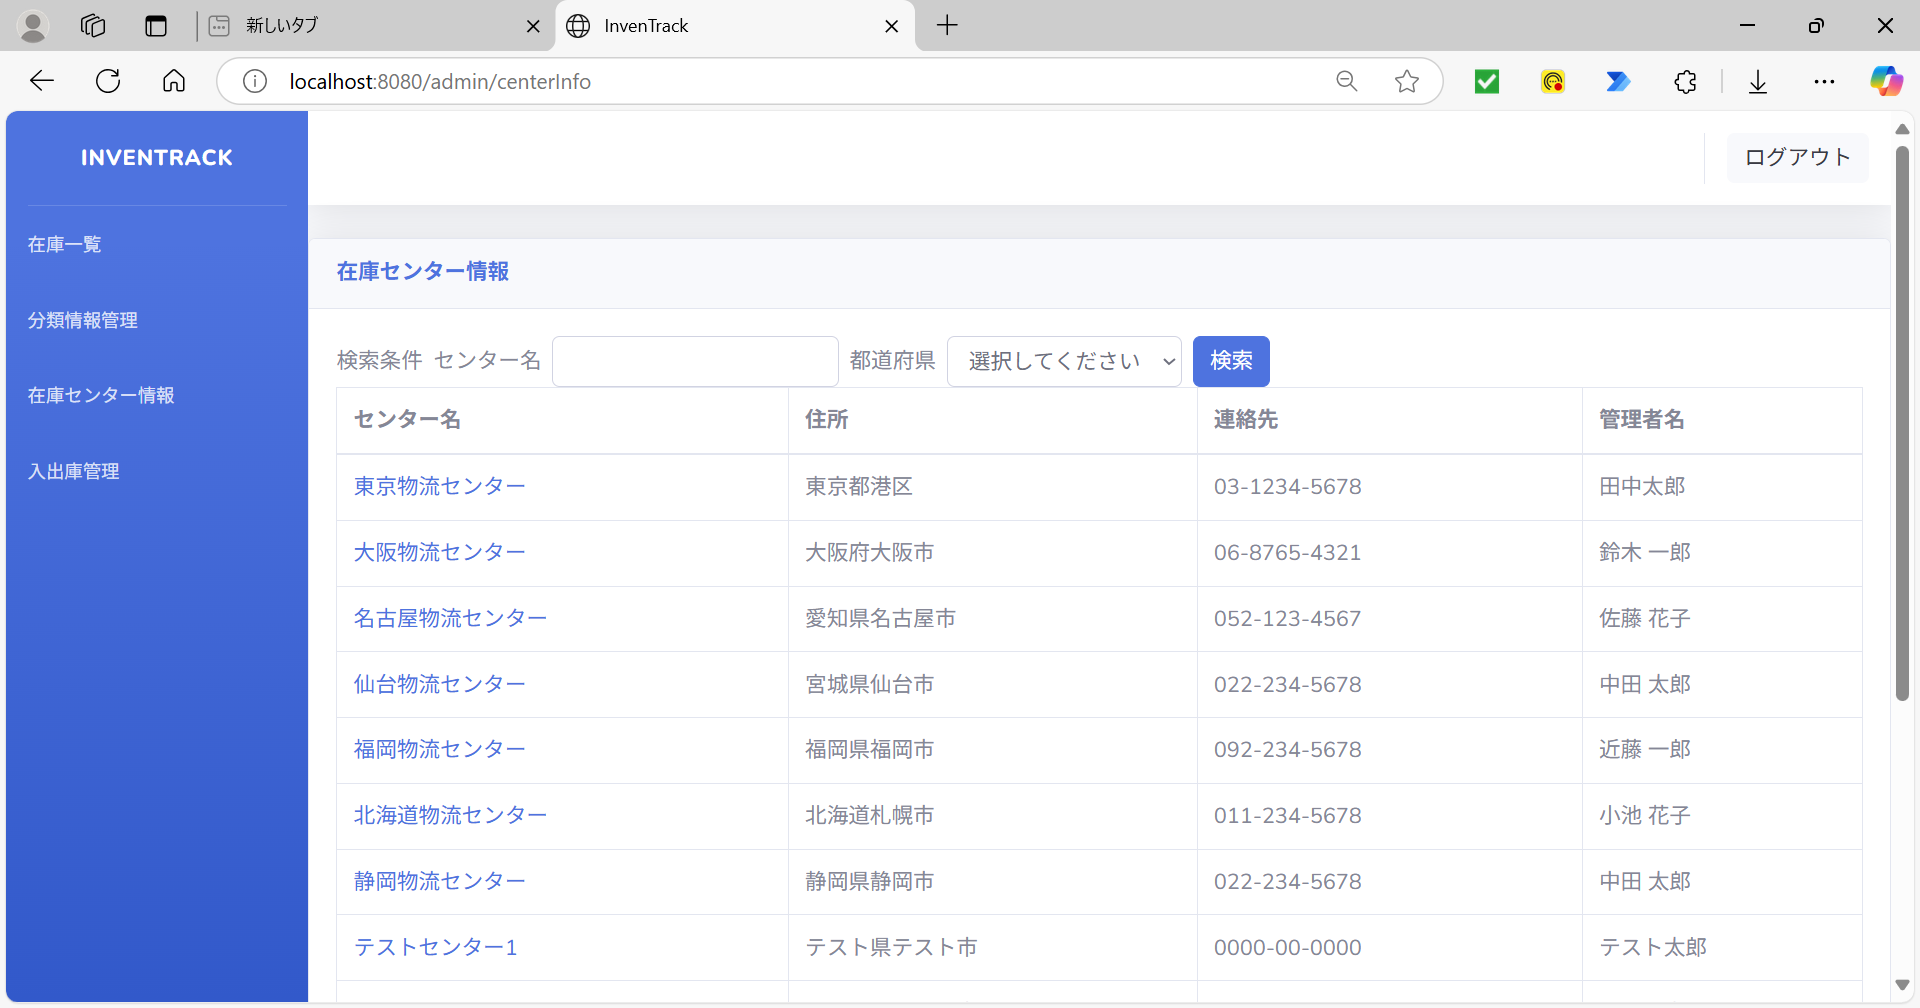 新しいタブ
InvenTrack
localhost:8080/admin/centerInfo
INVENTRACK
ログアウト
在庫一覧
分類情報管理
在庫センター情報
入出庫管理
在庫センター情報
検索条件 センター名 都道府県 選択してください 検索
センター名 住所 連絡先 管理者名
東京物流センター 東京都港区 03-1234-5678 田中太郎
大阪物流センター 大阪府大阪市 06-8765-4321 鈴木 一郎
名古屋物流センター 愛知県名古屋市 052-123-4567 佐藤 花子
仙台物流センター 宮城県仙台市 022-234-5678 中田 太郎
福岡物流センター 福岡県福岡市 092-234-5678 近藤 一郎
北海道物流センター 北海道札幌市 011-234-5678 小池 花子
静岡物流センター 静岡県静岡市 022-234-5678 中田 太郎
テストセンター1 テスト県テスト市 0000-00-0000 テスト太郎